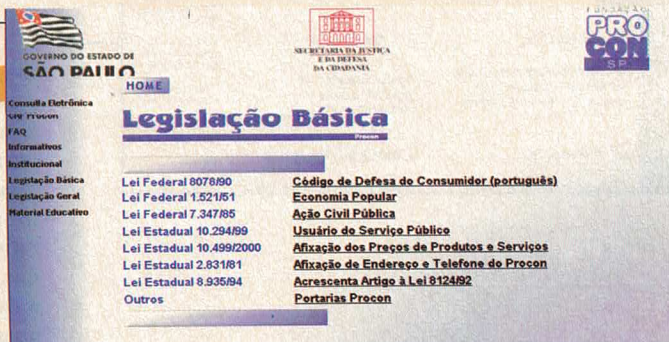 GOVERNO DO ESTADO DE
SÃO PAULO
SECRETARIA DA JUSTIÇA
E DA DEFESA
DA CIDADANIA
FUNDAÇÃO
PROCON
SP
HOME
Consulta Eletrônica
FAQ
Informativos
Institucional
Legislação Básica
Legislação Geral
Material Educativo
Legislação Básica
Procon
Lei Federal 8078/90 Código de Defesa do Consumidor (português)
Lei Federal 1.521/51 Economia Popular
Lei Federal 7.347/85 Ação Civil Pública
Lei Estadual 10.294/99 Usuário do Serviço Público
Lei Estadual 10.499/2000 Afixação dos Preços de Produtos e Serviços
Lei Estadual 2.831/81 Afixação de Endereço e Telefone do Procon
Lei Estadual 8.935/94 Acrescenta Artigo à Lei 8124/92
Outros Portarias Procon